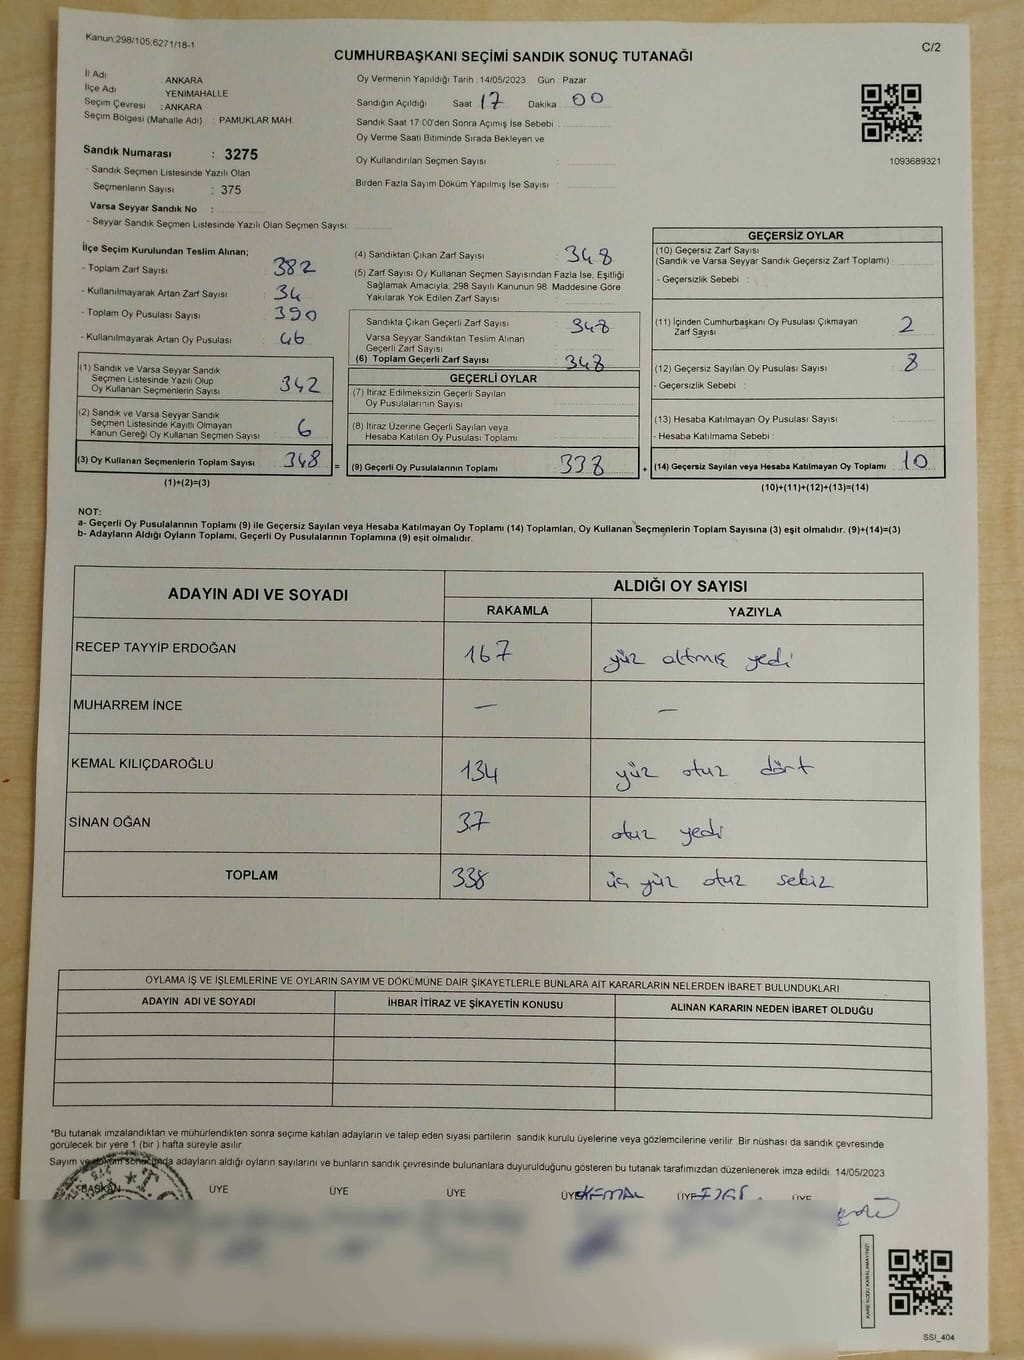 Kanun:298/105;6271/18-1
C/2
CUMHURBAŞKANI SEÇİMİ SANDIK SONUÇ TUTANAĞI
İl Adı : ANKARA
İlçe Adı : YENİMAHALLE
Seçim Çevresi : ANKARA
Seçim Bölgesi (Mahalle Adı) : PAMUKLAR MAH.
Sandık Numarası : 3275
- Sandık Seçmen Listesinde Yazılı Olan
Seçmenlerin Sayısı : 375
Varsa Seyyar Sandık No :
- Seyyar Sandık Seçmen Listesinde Yazılı Olan Seçmen Sayısı:
Oy Vermenin Yapıldığı Tarih : 14/05/2023 Gün : Pazar
Sandığın Açıldığı Saat 17 Dakika 00
Sandık Saat 17:00'den Sonra Açımış İse Sebebi :
Oy Verme Saati Bitiminde Sırada Bekleyen ve
Oy Kullandırılan Seçmen Sayısı :
Birden Fazla Sayım Döküm Yapılmış İse Sayısı :
1093689321
İlçe Seçim Kurulundan Teslim Alınan;
- Toplam Zarf Sayısı : 382
- Kullanılmayarak Artan Zarf Sayısı : 34
- Toplam Oy Pusulası Sayısı : 390
- Kullanılmayarak Artan Oy Pusulası : 46
(1) Sandık ve Varsa Seyyar Sandık
Seçmen Listesinde Yazılı Olup
Oy Kullanan Seçmenlerin Sayısı : 342
(2) Sandık ve Varsa Seyyar Sandık
Seçmen Listesinde Kayıtlı Olmayan
Kanun Gereği Oy Kullanan Seçmen Sayısı : 6
(3) Oy Kullanan Seçmenlerin Toplam Sayısı : 348
(1)+(2)=(3)
=
(4) Sandıktan Çıkan Zarf Sayısı : 348
(5) Zarf Sayısı Oy Kullanan Seçmen Sayısından Fazla İse, Eşitliği
Sağlamak Amacıyla; 298 Sayılı Kanunun 98. Maddesine Göre
Yakılarak Yok Edilen Zarf Sayısı :
Sandıkta Çıkan Geçerli Zarf Sayısı : 348
Varsa Seyyar Sandıktan Teslim Alınan
Geçerli Zarf Sayısı :
(6) Toplam Geçerli Zarf Sayısı : 348
GEÇERLİ OYLAR
(7) İtiraz Edilmeksizin Geçerli Sayılan
Oy Pusulalarının Sayısı :
(8) İtiraz Üzerine Geçerli Sayılan veya
Hesaba Katılan Oy Pusulası Toplamı :
(9) Geçerli Oy Pusulalarının Toplamı : 338
+
GEÇERSİZ OYLAR
(10) Geçersiz Zarf Sayısı
(Sandık ve Varsa Seyyar Sandık Geçersiz Zarf Toplamı) :
- Geçersizlik Sebebi :
(11) İçinden Cumhurbaşkanı Oy Pusulası Çıkmayan
Zarf Sayısı : 2
(12) Geçersiz Sayılan Oy Pusulası Sayısı : 8
- Geçersizlik Sebebi :
(13) Hesaba Katılmayan Oy Pusulası Sayısı :
- Hesaba Katılmama Sebebi :
(14) Geçersiz Sayılan veya Hesaba Katılmayan Oy Toplamı : 10
(10)+(11)+(12)+(13)=(14)
NOT:
a- Geçerli Oy Pusulalarının Toplamı (9) ile Geçersiz Sayılan veya Hesaba Katılmayan Oy Toplamı (14) Toplamları, Oy Kullanan Seçmenlerin Toplam Sayısına (3) eşit olmalıdır. (9)+(14)=(3)
b- Adayların Aldığı Oyların Toplamı, Geçerli Oy Pusulalarının Toplamına (9) eşit olmalıdır.
ADAYIN ADI VE SOYADI ALDIĞI OY SAYISI
RAKAMLA YAZIYLA
RECEP TAYYİP ERDOĞAN 167 yüz altmış yedi
MUHARREM İNCE — —
KEMAL KILIÇDAROĞLU 134 yüz otuz dört
SİNAN OĞAN 37 otuz yedi
TOPLAM 338 üç yüz otuz sekiz
OYLAMA İŞ VE İŞLEMLERİNE VE OYLARIN SAYIM VE DÖKÜMÜNE DAİR ŞİKAYETLERLE BUNLARA AİT KARARLARIN NELERDEN İBARET BULUNDUKLARI
ADAYIN ADI VE SOYADI İHBAR İTİRAZ VE ŞİKAYETİN KONUSU ALINAN KARARIN NEDEN İBARET OLDUĞU
*Bu tutanak imzalandıktan ve mühürlendikten sonra seçime katılan adayların ve talep eden siyasi partilerin sandık kurulu üyelerine veya gözlemcilerine verilir. Bir nüshası da sandık çevresinde
görülecek bir yere 1 (bir ) hafta süreyle asılır.
Sayım ve döküm sonucunda adayların aldığı oyların sayılarını ve bunların sandık çevresinde bulunanlara duyurulduğunu gösteren bu tutanak tarafımızdan düzenlenerek imza edildi. 14/05/2023
BAŞKAN ÜYE ÜYE ÜYE ÜYE KEMAL ÜYE ÜYE
KARE KODU KARALAMAYINIZ!
SSI_404